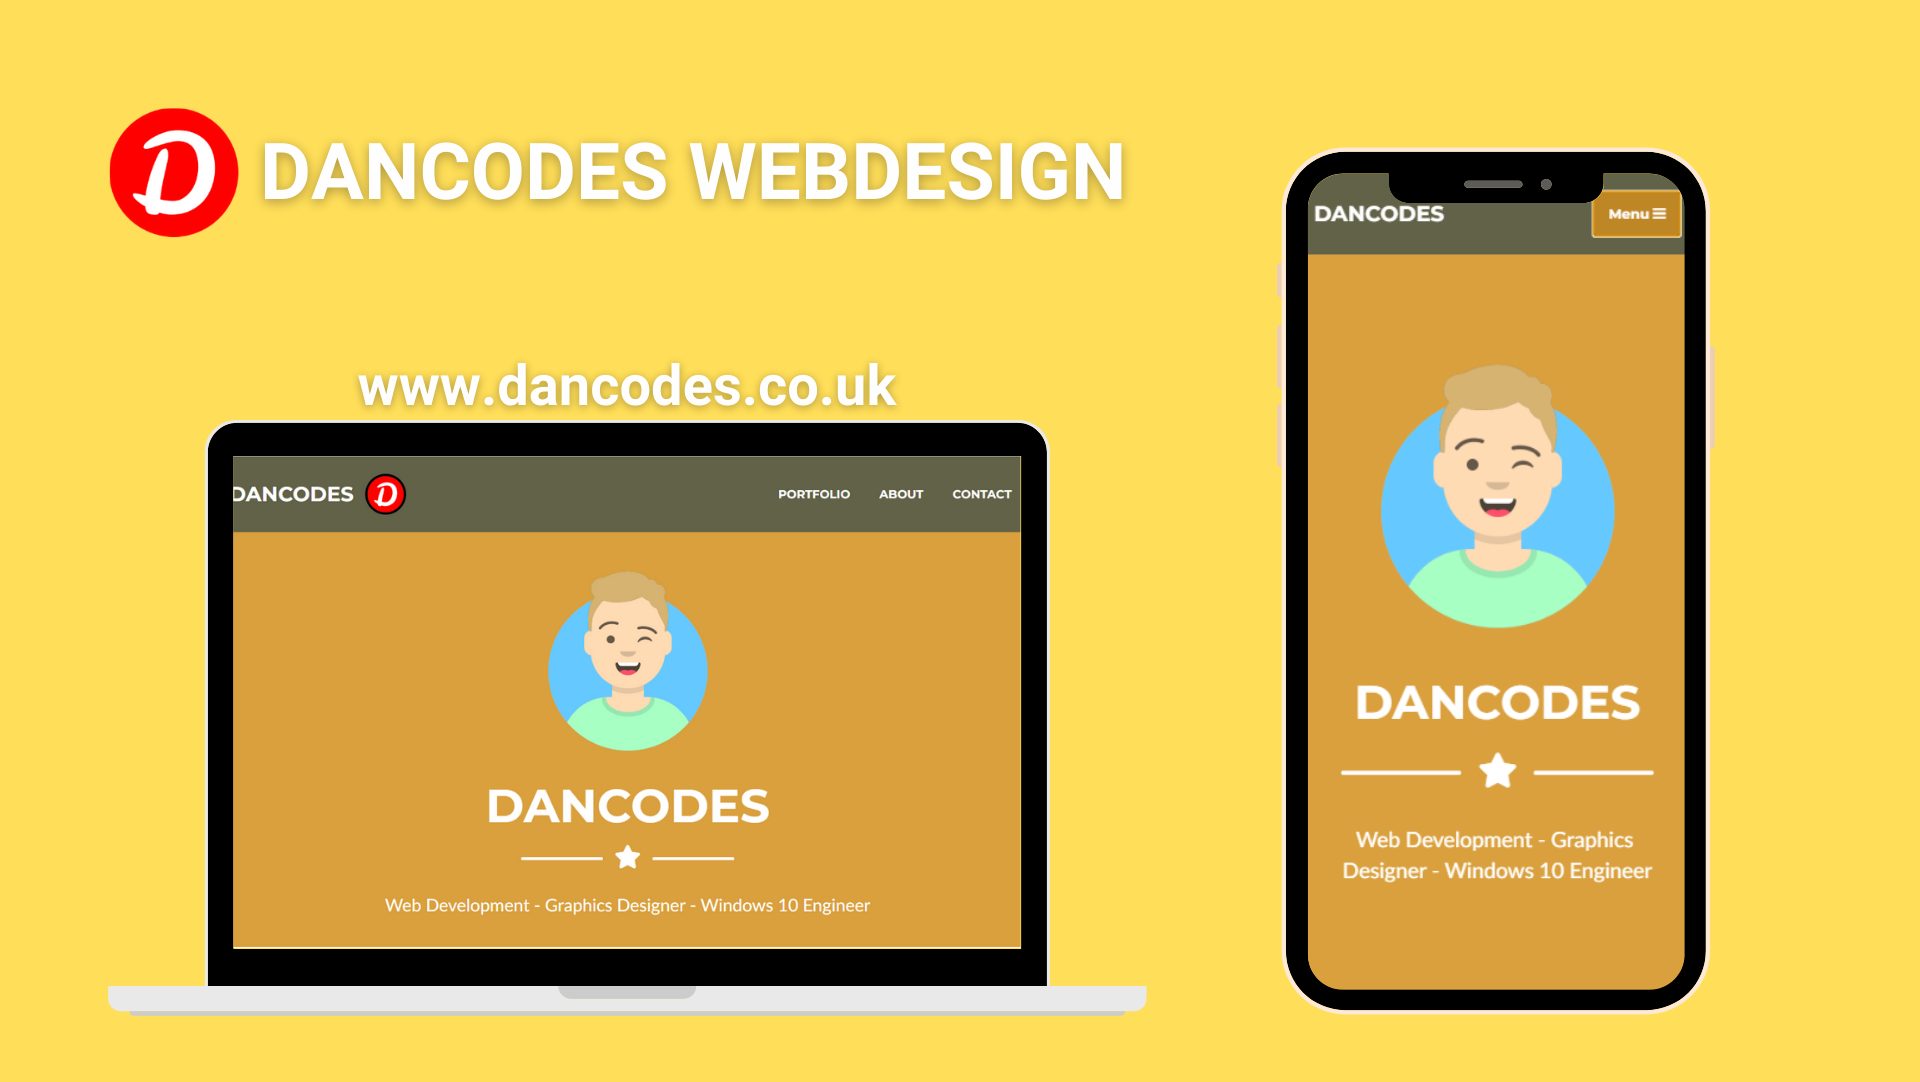 D DANCODES WEBDESIGN
www.dancodes.co.uk
DANCODES D PORTFOLIO ABOUT CONTACT
DANCODES
Web Development - Graphics Designer - Windows 10 Engineer
DANCODES Menu
DANCODES
Web Development - Graphics
Designer - Windows 10 Engineer